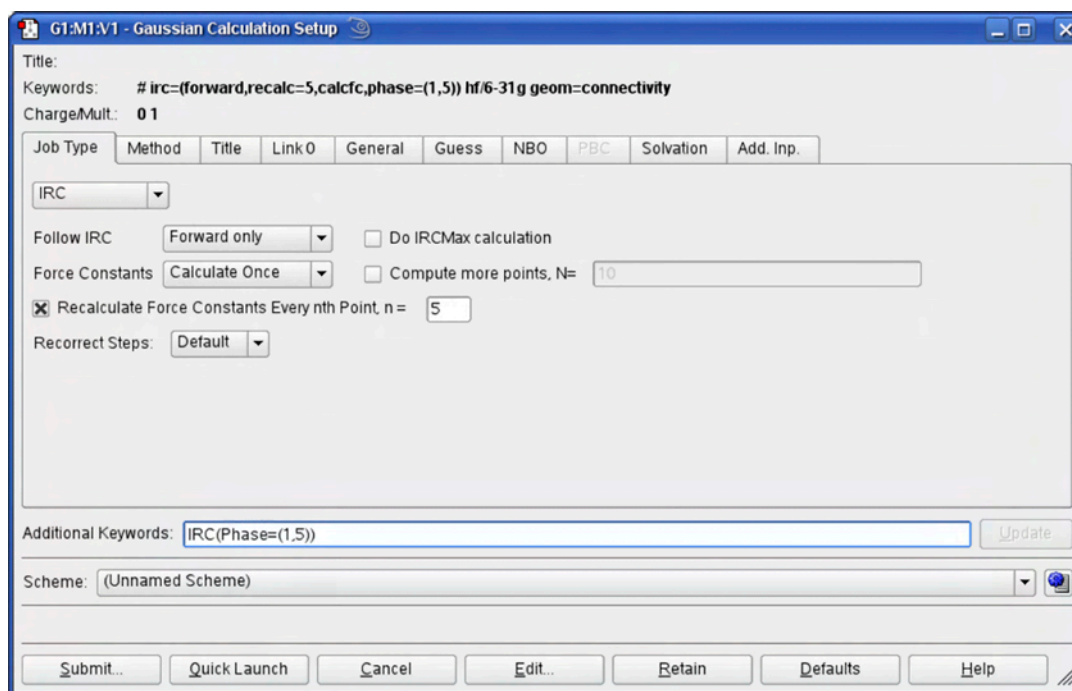 G1:M1:V1 - Gaussian Calculation Setup
Title:
Keywords: # irc=(forward,recalc=5,calcfc,phase=(1,5)) hf/6-31g geom=connectivity
Charge/Mult.: 0 1
Job Type Method Title Link 0 General Guess NBO PBC Solvation Add. Inp.
IRC
Follow IRC Forward only Do IRCMax calculation
Force Constants Calculate Once Compute more points, N= 10
Recalculate Force Constants Every nth Point, n = 5
Recorrect Steps: Default
Additional Keywords: IRC(Phase=(1,5)) Update
Scheme: (Unnamed Scheme)
Submit... Quick Launch Cancel Edit... Retain Defaults Help